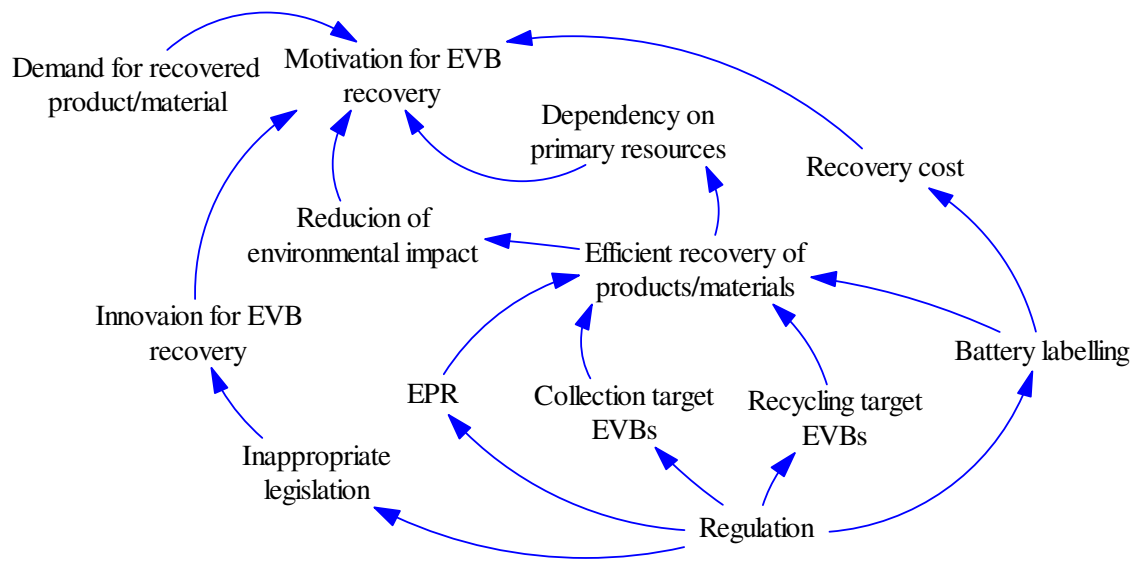 Demand for recovered
product/material
Motivation for EVB
recovery
Dependency on
primary resources
Recovery cost
Reducion of
environmental impact
Efficient recovery of
products/materials
Innovaion for EVB
recovery
Battery labelling
EPR
Collection target
EVBs
Recycling target
EVBs
Inappropriate
legislation
Regulation